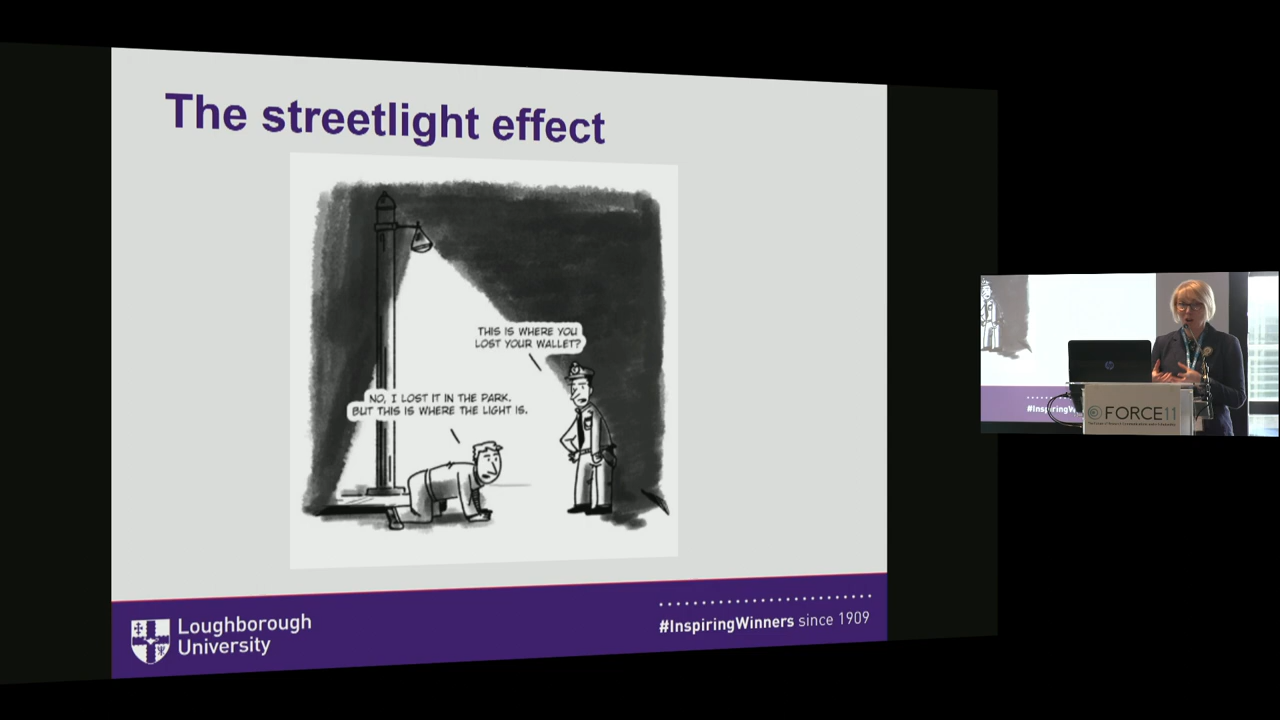 The streetlight effect
THIS IS WHERE YOU
LOST YOUR WALLET?
NO, I LOST IT IN THE PARK.
BUT THIS IS WHERE THE LIGHT IS.
Loughborough
University
#InspiringWinners since 1909
#InspiringW
FORCE11